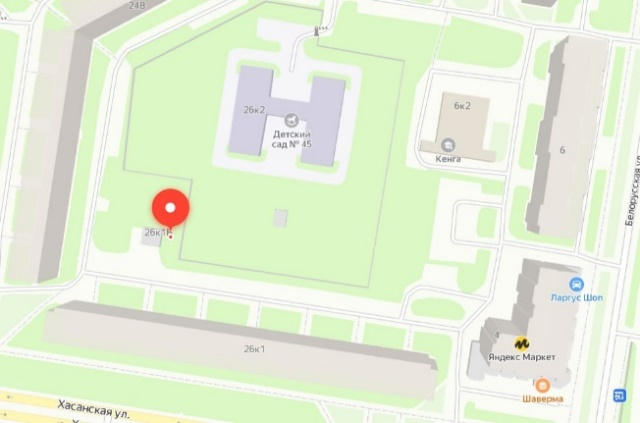 24В
26к2
Детский
сад № 45
6к2
Кенга
6
Белорусская ул.
26к1
Ларгус Шоп
4
Яндекс Маркет
26к1
Шаверма
Хасанская ул.